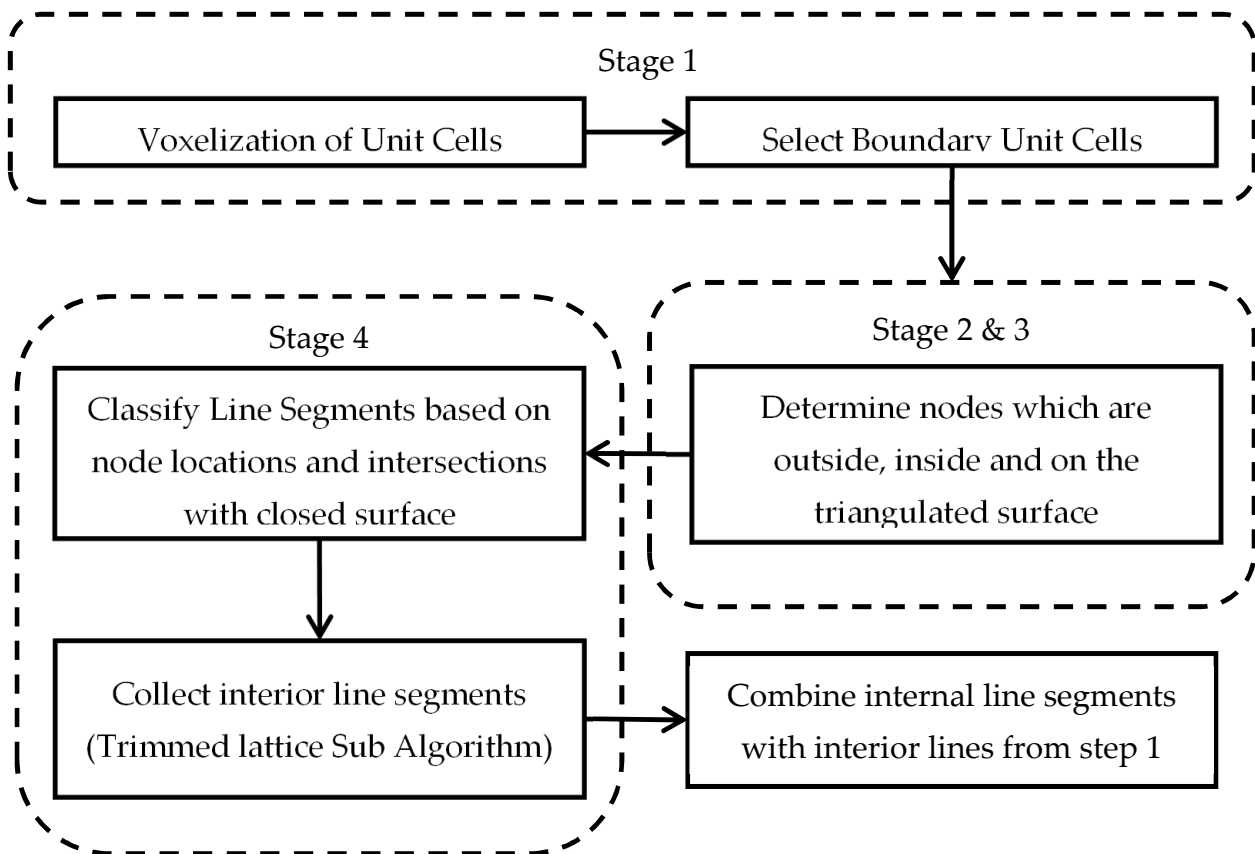 Stage 1
Voxelization of Unit Cells
Select Boundary Unit Cells
Stage 2 & 3
Determine nodes which are
outside, inside and on the
triangulated surface
Stage 4
Classify Line Segments based on
node locations and intersections
with closed surface
Collect interior line segments
(Trimmed lattice Sub Algorithm)
Combine internal line segments
with interior lines from step 1